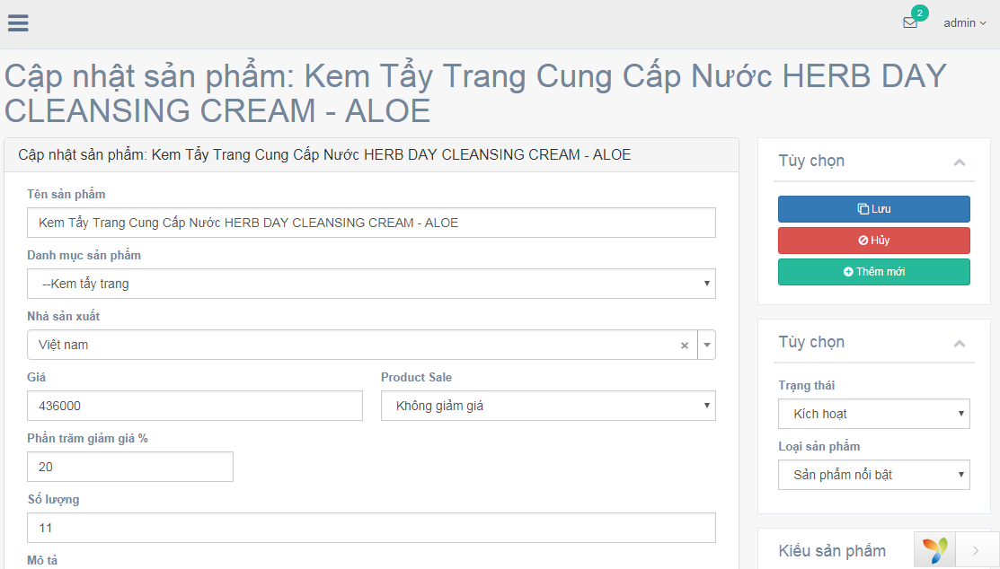 2
admin
Cập nhật sản phẩm: Kem Tẩy Trang Cung Cấp Nước HERB DAY
CLEANSING CREAM - ALOE
Cập nhật sản phẩm: Kem Tẩy Trang Cung Cấp Nước HERB DAY CLEANSING CREAM - ALOE
Tên sản phẩm
Kem Tẩy Trang Cung Cấp Nước HERB DAY CLEANSING CREAM - ALOE
Danh mục sản phẩm
--Kem tẩy trang
Nhà sản xuất
Việt nam
Giá
Product Sale
436000
Không giảm giá
Phần trăm giảm giá %
20
Số lượng
11
Mô tả
Tùy chọn
Lưu
Hủy
Thêm mới
Tùy chọn
Trạng thái
Kích hoạt
Loại sản phẩm
Sản phẩm nổi bật
Kiểu sản phẩm